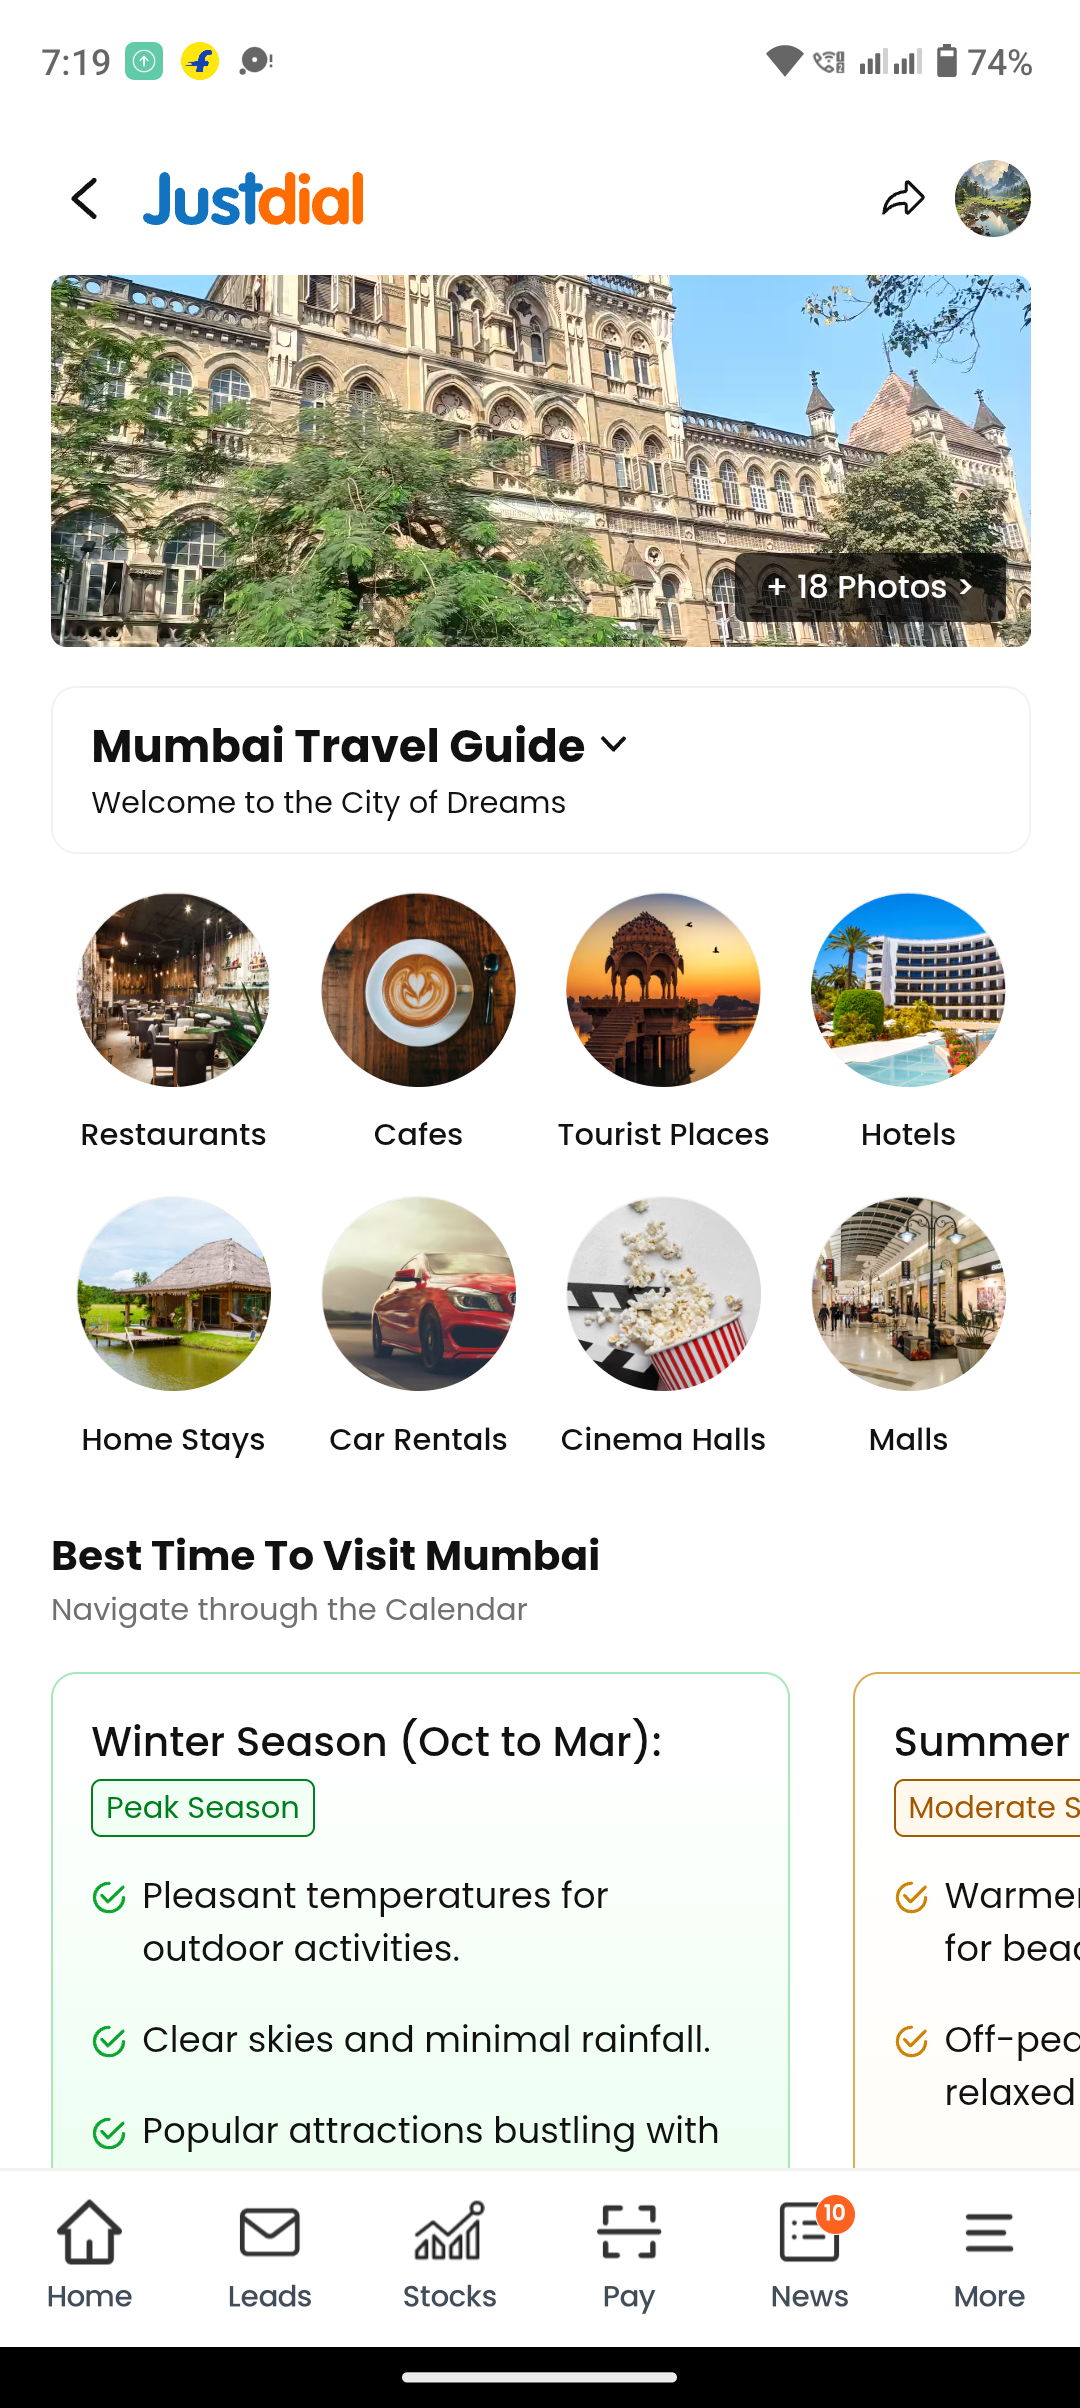 7:19
74%
Justdial
+ 18 Photos >
Mumbai Travel Guide
Welcome to the City of Dreams
Restaurants
Cafes
Tourist Places
Hotels
Home Stays
Car Rentals
Cinema Halls
Malls
Best Time To Visit Mumbai
Navigate through the Calendar
Winter Season (Oct to Mar):
Peak Season
Pleasant temperatures for
outdoor activities.
Clear skies and minimal rainfall.
Popular attractions bustling with
Summer
Moderate S
Warmer
for bea
Off-pea
relaxed
Home
Leads
Stocks
Pay
10
News
More